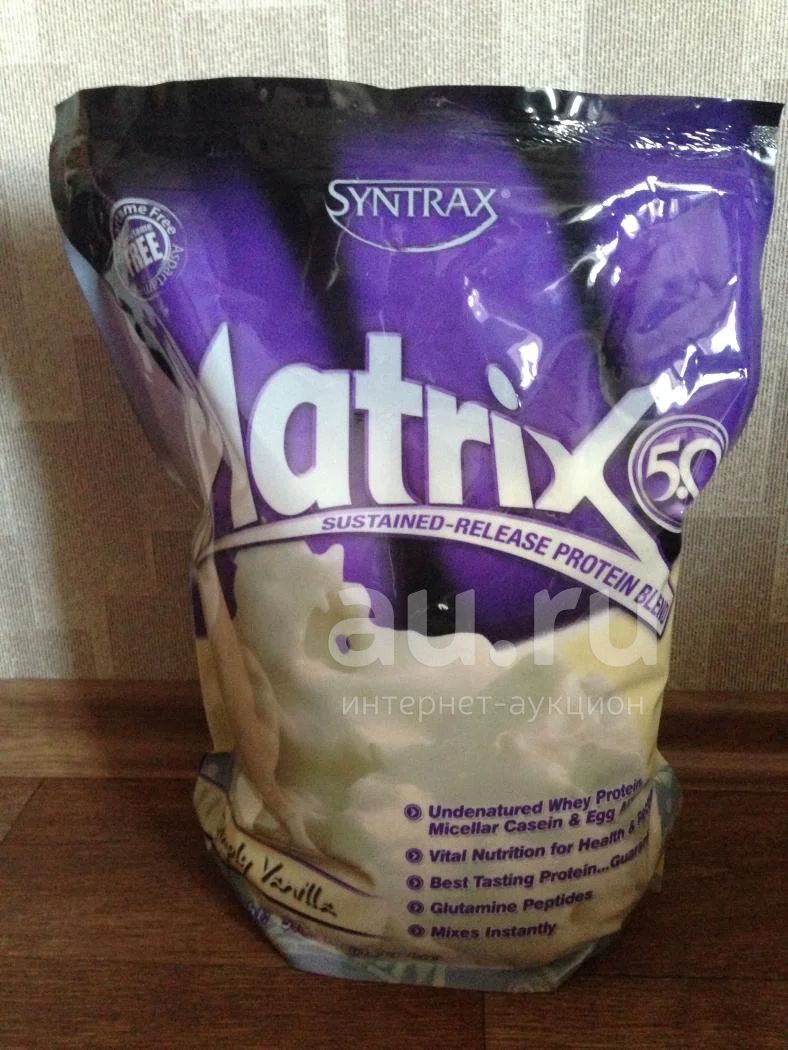 SYNTRAX®
FREE
atrix
5.0
SUSTAINED-RELEASE PROTEIN BLEND
au.ru
интернет-аукцион
Undenatured Whey Protein
Micellar Casein & Egg
Vital Nutrition for Health &
Best Tasting Protein...
Glutamine Peptides
Mixes Instantly
Vanilla